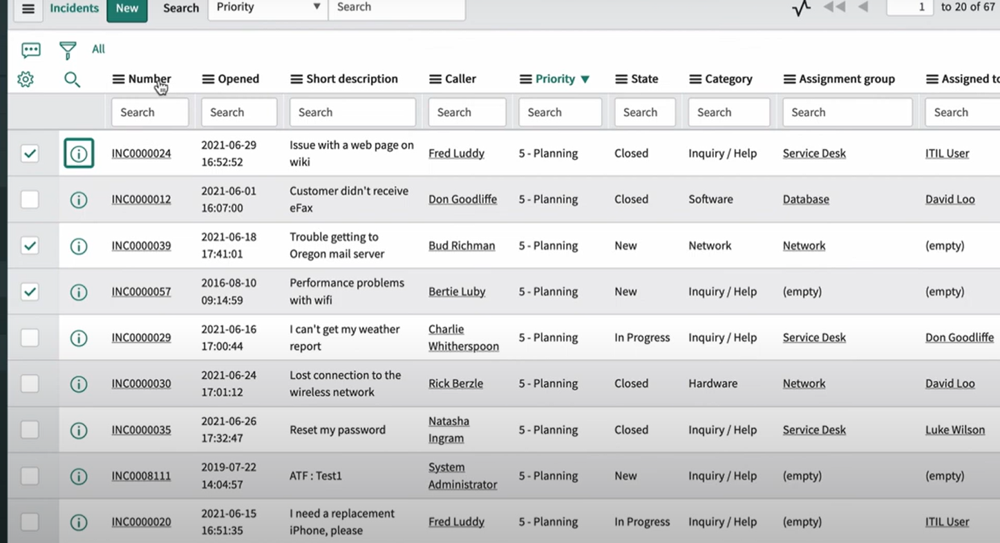 Incidents New Search Priority Search 1 to 20 of 67
All
Number Opened Short description Caller Priority State Category Assignment group Assigned to
Search Search Search Search Search Search Search Search Search
INC0000024 2021-06-29 16:52:52 Issue with a web page on wiki Fred Luddy 5 - Planning Closed Inquiry / Help Service Desk ITIL User
INC0000012 2021-06-01 16:07:00 Customer didn't receive eFax Don Goodliffe 5 - Planning Closed Software Database David Loo
INC0000039 2021-06-18 17:41:01 Trouble getting to Oregon mail server Bud Richman 5 - Planning New Network Network (empty)
INC0000057 2016-08-10 09:14:59 Performance problems with wifi Bertie Luby 5 - Planning New Inquiry / Help (empty) (empty)
INC0000029 2021-06-16 17:00:44 I can't get my weather report Charlie Whitherspoon 5 - Planning In Progress Inquiry / Help Service Desk Don Goodliffe
INC0000030 2021-06-24 17:01:12 Lost connection to the wireless network Rick Berzle 5 - Planning Closed Hardware Network David Loo
INC0000035 2021-06-26 17:32:47 Reset my password Natasha Ingram 5 - Planning Closed Inquiry / Help Service Desk Luke Wilson
INC0008111 2019-07-22 14:04:57 ATF : Test1 System Administrator 5 - Planning New Inquiry / Help (empty) (empty)
INC0000020 2021-06-15 16:51:35 I need a replacement iPhone, please Fred Luddy 5 - Planning In Progress Inquiry / Help (empty) ITIL User